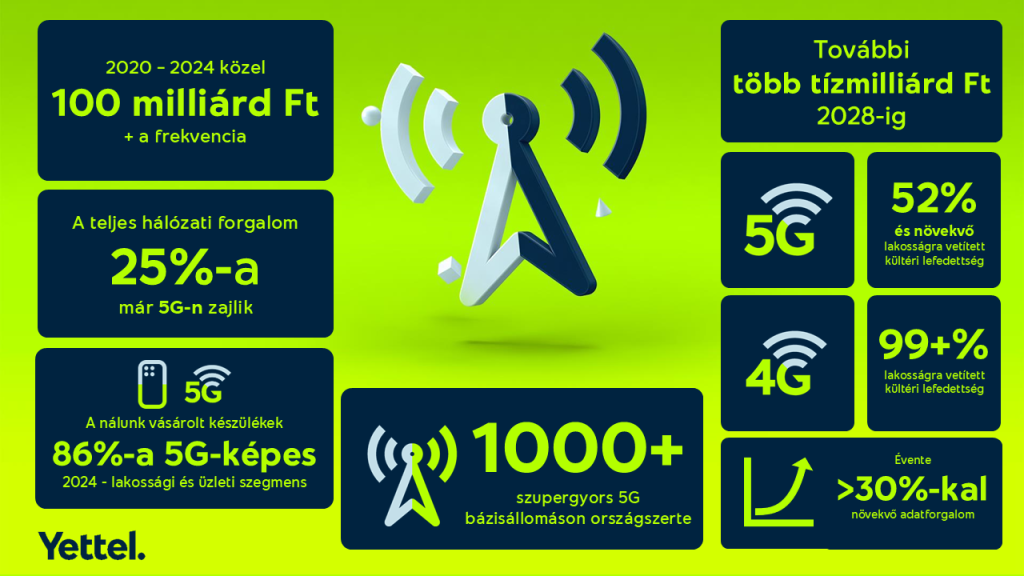 2020 – 2024 közel
100 milliárd Ft
+ a frekvencia
A teljes hálózati forgalom
25%-a
már 5G-n zajlik
5G
A nálunk vásárolt készülékek
86%-a 5G-képes
2024 - lakossági és üzleti szegmens
Yettel.
1000+
szupergyors 5G
bázisállomáson országszerte
További
több tízmilliárd Ft
2028-ig
5G
52%
és növekvő
lakosságra vetített
kültéri lefedettség
4G
99+%
lakosságra vetített
kültéri lefedettség
Évente
>30%-kal
növekvő adatforgalom